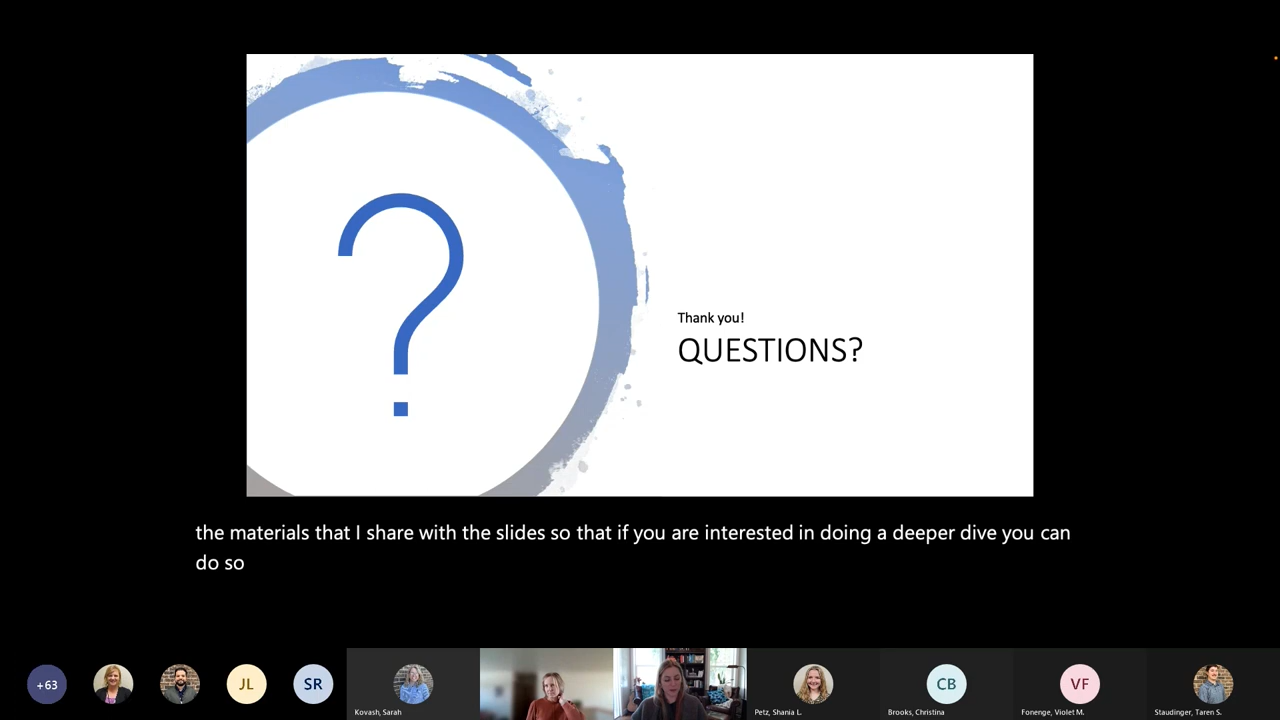 ?
Thank you!
QUESTIONS?
the materials that I share with the slides so that if you are interested in doing a deeper dive you can
do so
+63
JL
SR
Kovash, Sarah
Petz, Shania L.
CB
Brooks, Christina
VF
Fonenge, Violet M.
Staudinger, Taren S.